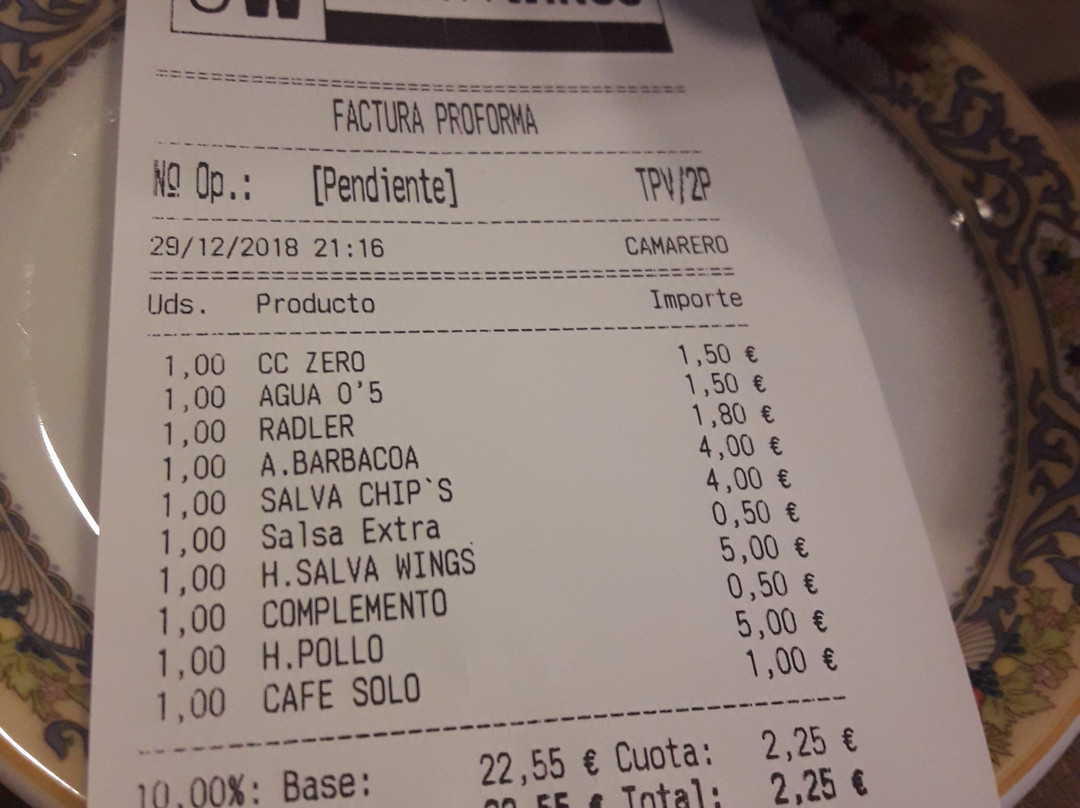 FACTURA PROFORMA
Nº Op.: [Pendiente] TPV/2P
29/12/2018 21:16 CAMARERO
Uds. Producto Importe
1,00 CC ZERO 1,50 €
1,00 AGUA 0'5 1,50 €
1,00 RADLER 1,80 €
1,00 A.BARBACOA 4,00 €
1,00 SALVA CHIP`S 4,00 €
1,00 Salsa Extra 0,50 €
1,00 H.SALVA WINGS 5,00 €
1,00 COMPLEMENTO 0,50 €
1,00 H.POLLO 5,00 €
1,00 CAFE SOLO 1,00 €
10.00%: Base: 22,55 € Cuota: 2,25 €
Total: 2,25 €